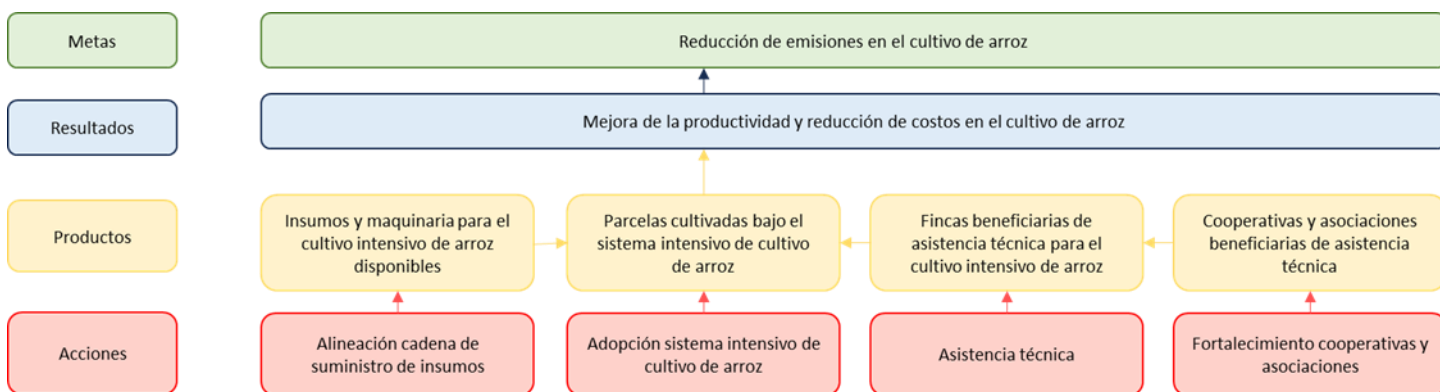 Metas
Reducción de emisiones en el cultivo de arroz
Resultados
Mejora de la productividad y reducción de costos en el cultivo de arroz
Productos
Insumos y maquinaria para el
cultivo intensivo de arroz
disponibles
Parcelas cultivadas bajo el
sistema intensivo de cultivo
de arroz
Fincas beneficiarias de
asistencia técnica para el
cultivo intensivo de arroz
Cooperativas y asociaciones
beneficiarias de asistencia
técnica
Acciones
Alineación cadena de
suministro de insumos
Adopción sistema intensivo de
cultivo de arroz
Asistencia técnica
Fortalecimiento cooperativas y
asociaciones